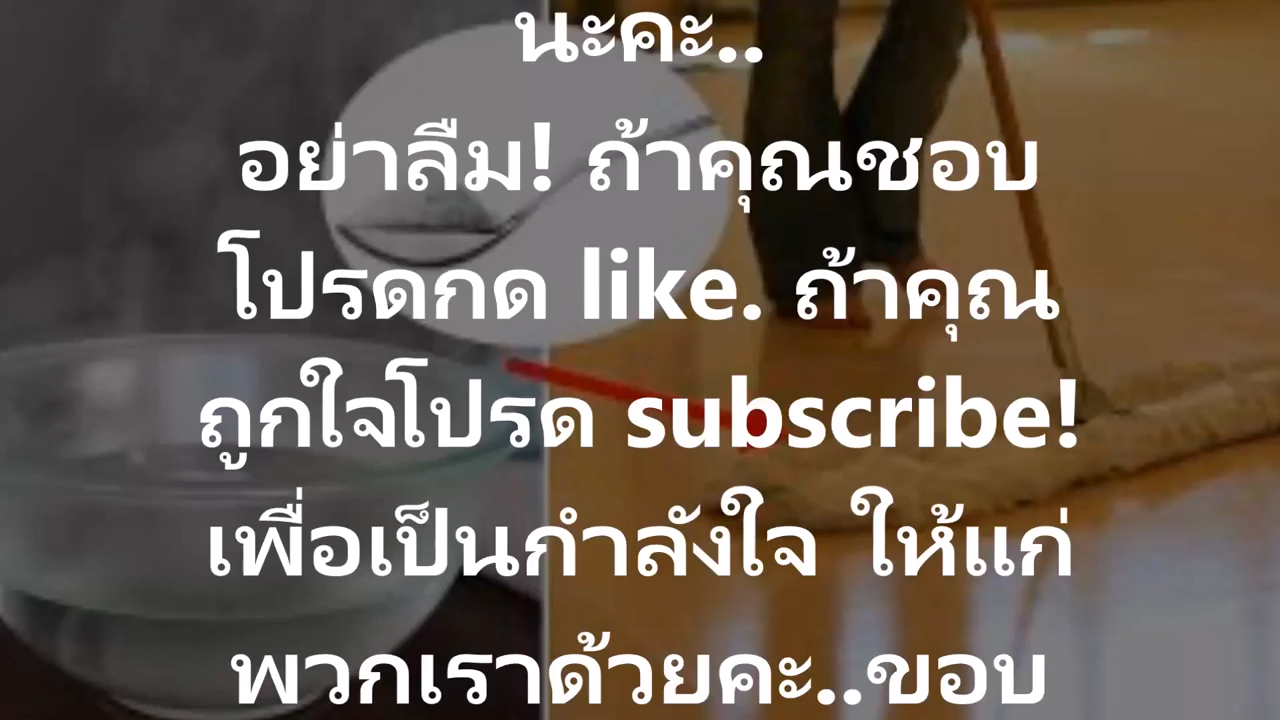 นะคะ..
อย่าลืม! ถ้าคุณชอบ
โปรดกด like. ถ้าคุณ
ถูกใจโปรด subscribe!
เพื่อเป็นกำลังใจ ให้แก่
พวกเราด้วยคะ..ขอบ